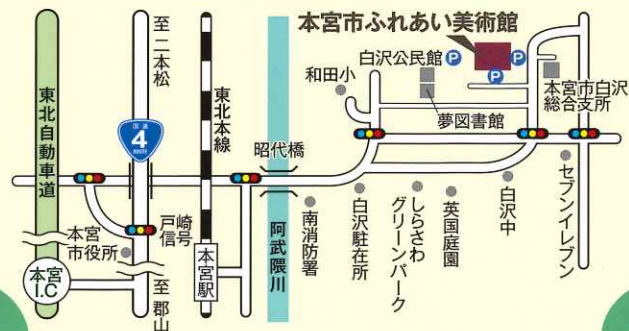 本宮市ふれあい美術館
至二本松
白沢公民館
P
P
P
和田小
本宮市白沢
総合支所
夢図書館
東北自動車道
国道
4
ROUTE
東北本線
昭代橋
戸崎
信号
本宮
市役所
本宮
I.C
至郡山
本宮駅
阿武隈川
南消防署
白沢駐在所
しらさわ
グリーンパーク
英国庭園
白沢中
セブンイレブン